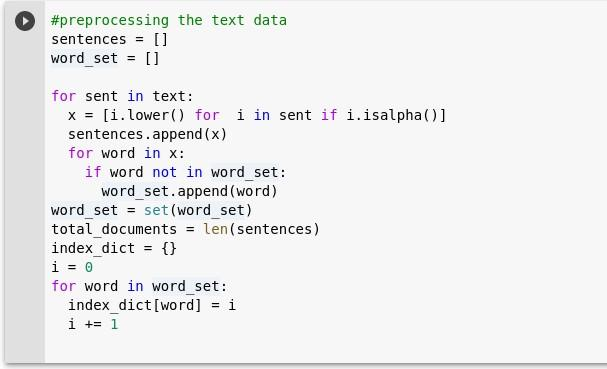 #preprocessing the text data
sentences = []
word_set = []

for sent in text:
  x = [i.lower() for  i in sent if i.isalpha()]
  sentences.append(x)
  for word in x:
    if word not in word_set:
      word_set.append(word)
word_set = set(word_set)
total_documents = len(sentences)
index_dict = {}
i = 0
for word in word_set:
  index_dict[word] = i
  i += 1